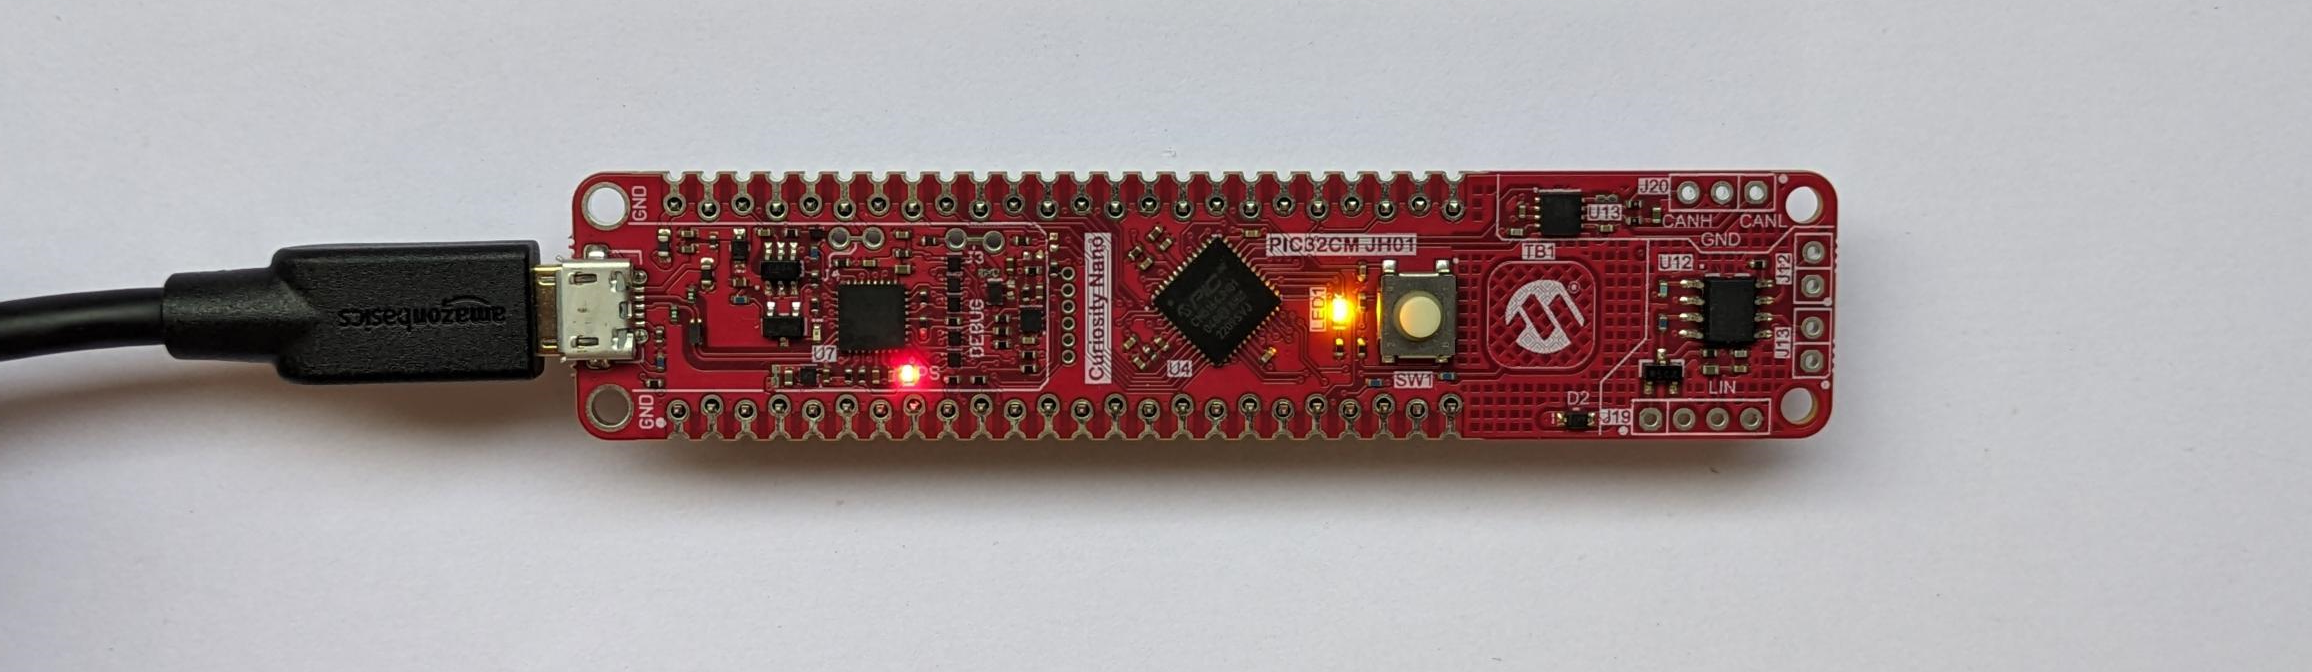 amazonbasics
GND
GND
J4
U7
PS
J3
DEBUG
Curiosity Nano
U4
PIC32CM JH01
LED1
SW1
TB1
U13
J20
CANH
CANL
GND
U12
J12
J13
LIN
D2
J19